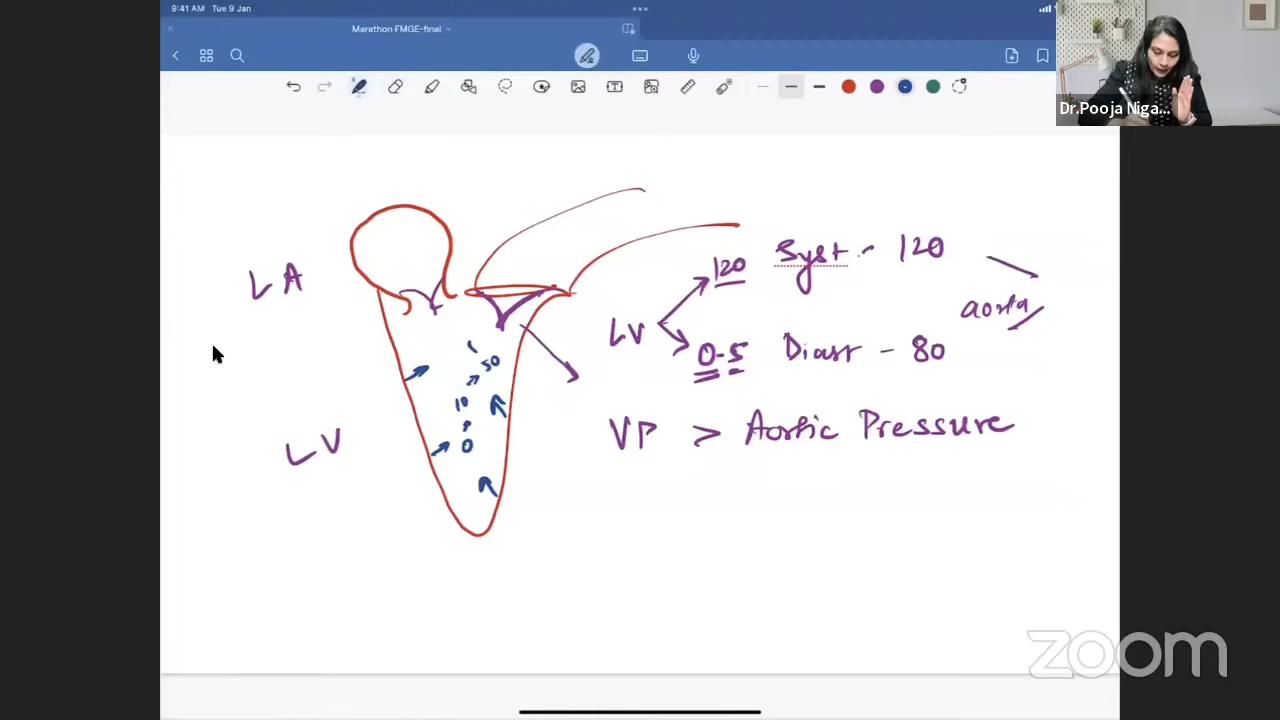 9:41 AM Tue 9 Jan
Marathon FMGE-final
Dr.Pooja Niga...
LA
LV
50
10
0
LV
120
0-5
Syst - 120
Diast - 80
aorta
VP > Aortic Pressure
zoom